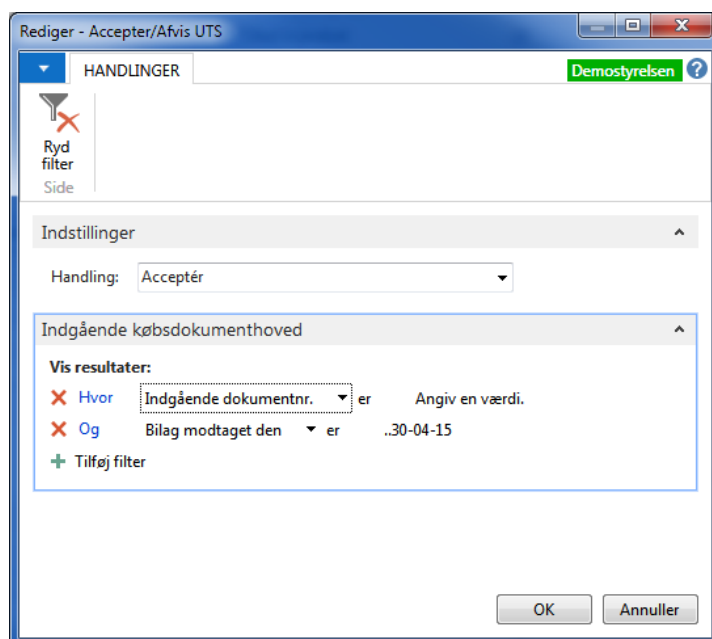 Rediger - Accepter/Afvis UTS
HANDLINGER
Demostyrelsen
Ryd
filter
Side
Indstillinger
Handling: Acceptér
Indgående købsdokumenthoved
Vis resultater:
Hvor Indgående dokumentnr. er Angiv en værdi.
Og Bilag modtaget den er ..30-04-15
Tilføj filter
OK Annuller